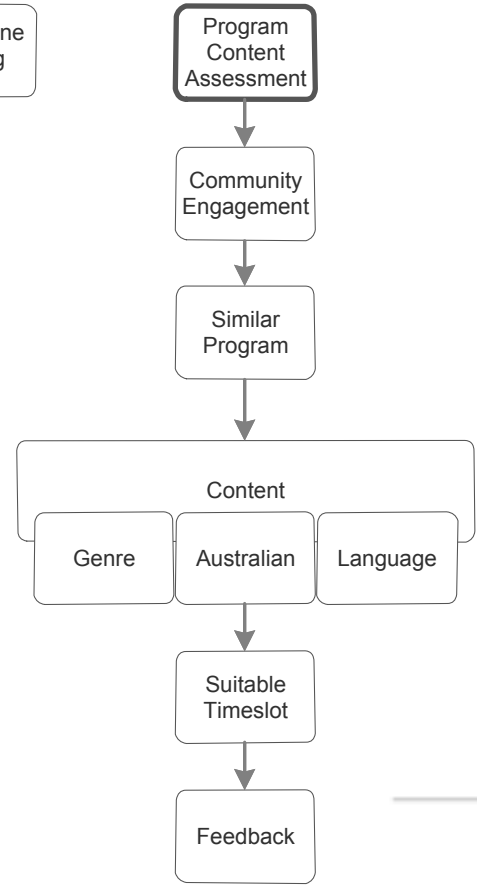 Program
Content
Assessment
Community
Engagement
Similar
Program
Content
Genre
Australian
Language
Suitable
Timeslot
Feedback